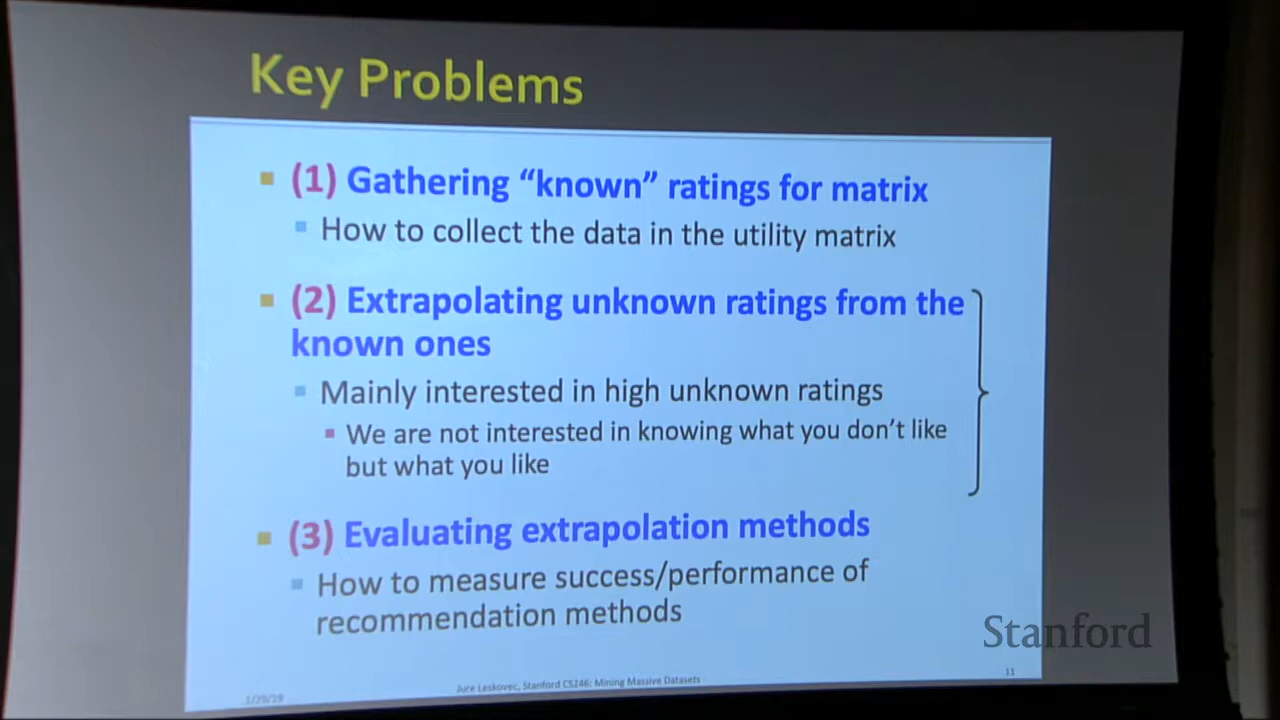 Key Problems
(1) Gathering “known” ratings for matrix
How to collect the data in the utility matrix
(2) Extrapolating unknown ratings from the
known ones
Mainly interested in high unknown ratings
We are not interested in knowing what you don’t like
but what you like
(3) Evaluating extrapolation methods
How to measure success/performance of
recommendation methods
Stanford
1/29/19
Jure Leskovec, Stanford CS246: Mining Massive Datasets
11